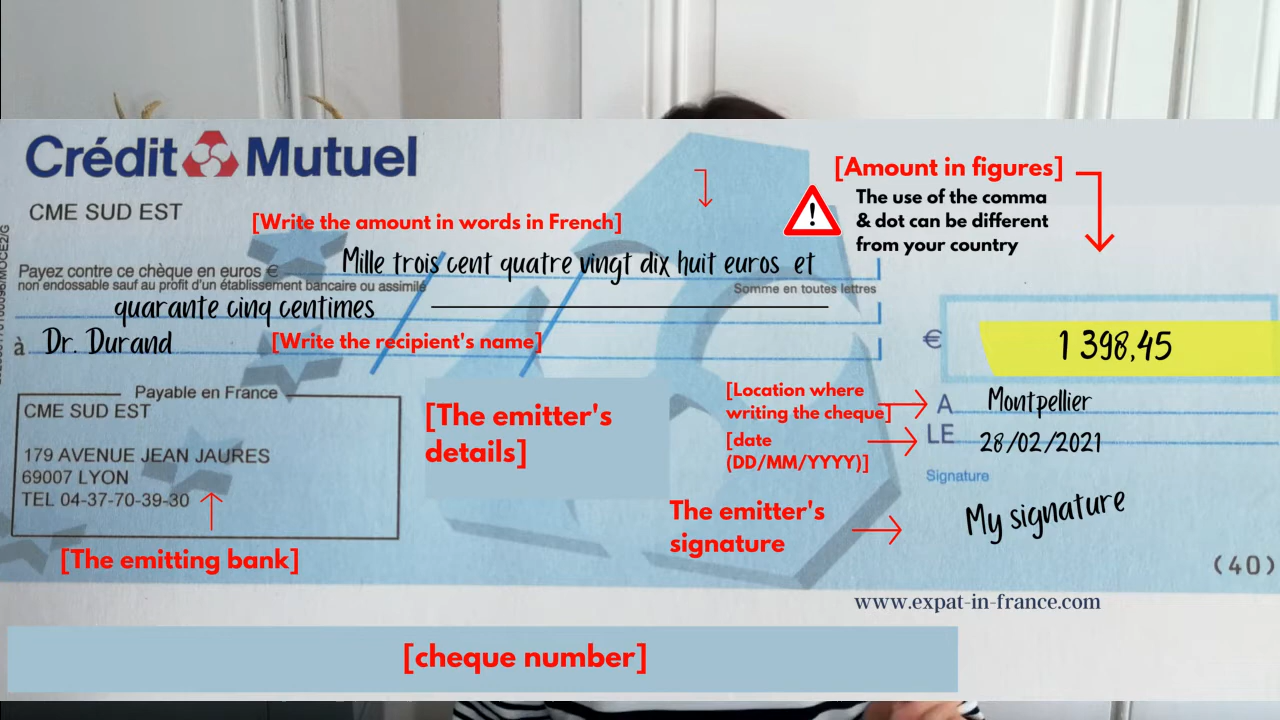 Crédit Mutuel
CME SUD EST
[Amount in figures]
The use of the comma
& dot can be different
from your country
[Write the amount in words in French]
Payez contre ce chèque en euros €
Mille trois cent quatre vingt dix huit euros et
non endossable sauf au profit d'un établissement bancaire ou assimilé
Somme en toutes lettres
quarante cinq centimes
à Dr. Durand
[Write the recipient's name]
€ 1 398,45
Payable en France
CME SUD EST
179 AVENUE JEAN JAURES
69007 LYON
TEL 04-37-70-39-30
[The emitting bank]
[The emitter's
details]
[Location where
writing the cheque]
A Montpellier
[date
(DD/MM/YYYY)]
LE 28/02/2021
Signature
The emitter's
signature
My signature
(40)
www.expat-in-france.com
[cheque number]